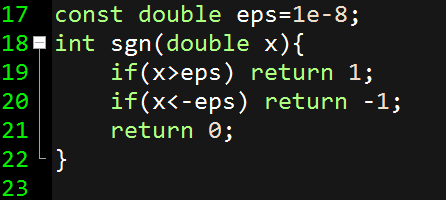 17 const double eps=1e-8;
18 int sgn(double x){
19     if(x>eps) return 1;
20     if(x<-eps) return -1;
21     return 0;
22 }
23